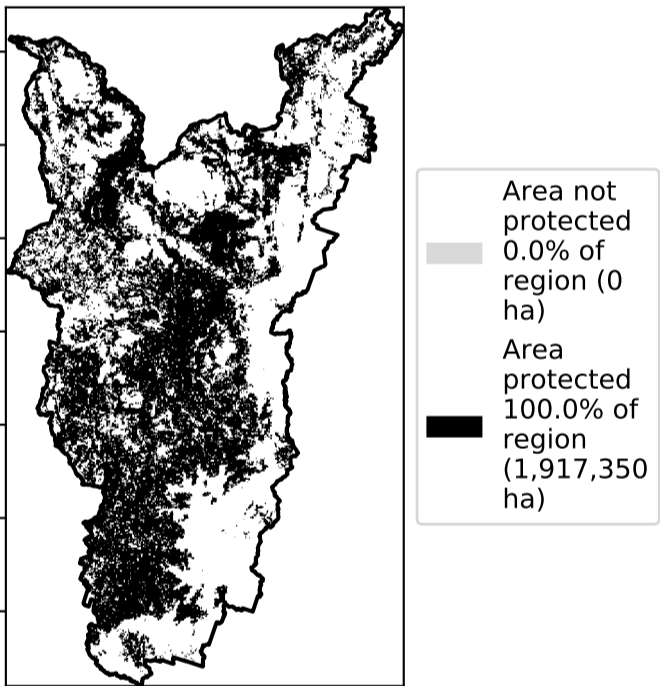 Area not
protected
0.0% of
region (0
ha)
Area
protected
100.0% of
region
(1,917,350
ha)